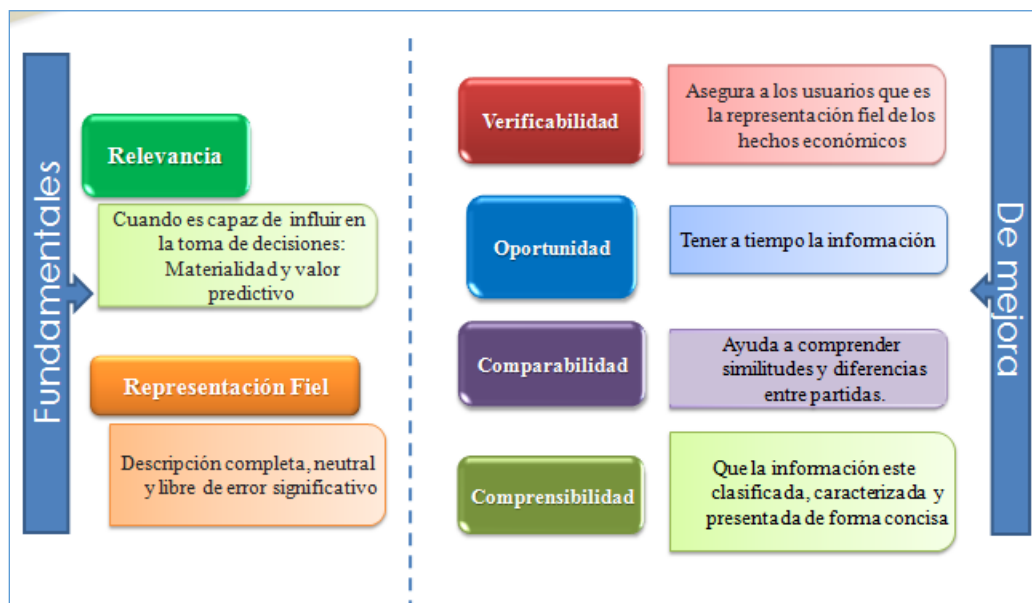 Fundamentales
Relevancia
Cuando es capaz de influir en
la toma de decisiones:
Materialidad y valor
predictivo
Representación Fiel
Descripción completa, neutral
y libre de error significativo
Verificabilidad
Asegura a los usuarios que es
la representación fiel de los
hechos económicos
Oportunidad
Tener a tiempo la información
Comparabilidad
Ayuda a comprender
similitudes y diferencias
entre partidas.
Comprensibilidad
Que la información este
clasificada, caracterizada y
presentada de forma concisa
De mejora